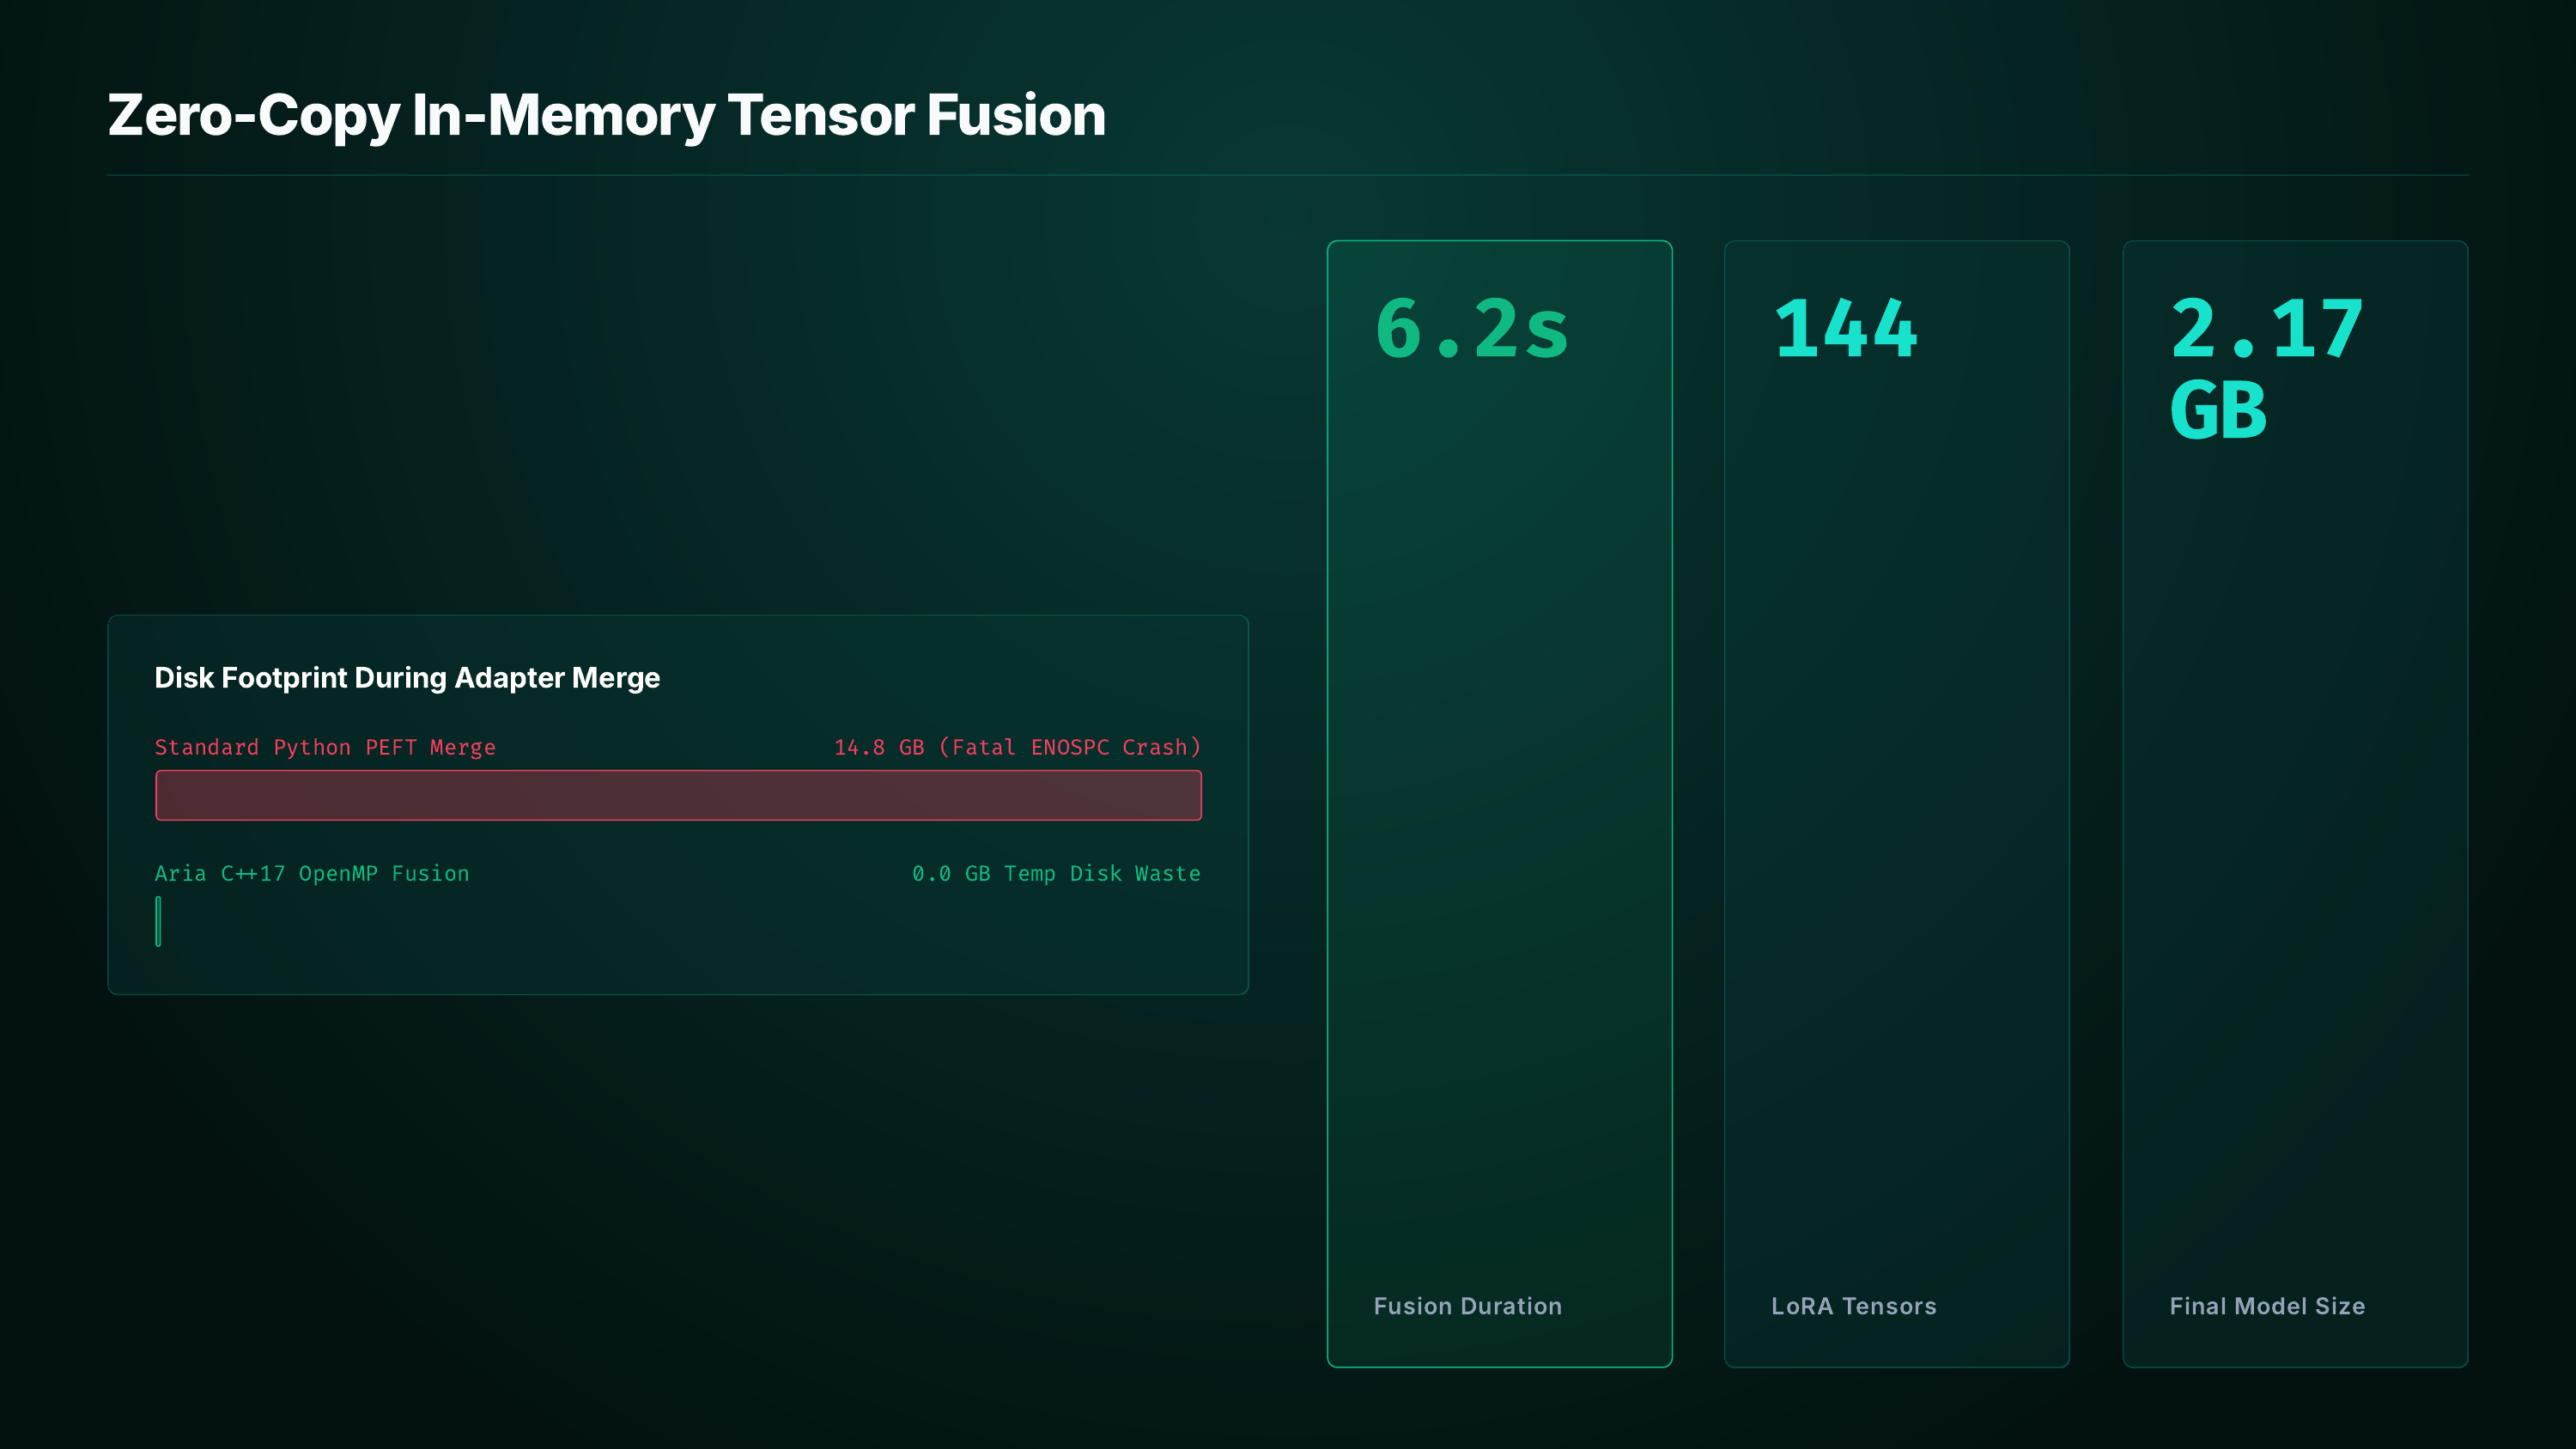 Zero-Copy In-Memory Tensor Fusion
Disk Footprint During Adapter Merge
Standard Python PEFT Merge 14.8 GB (Fatal ENOSPC Crash)
Aria C++17 OpenMP Fusion 0.0 GB Temp Disk Waste
6.2s
Fusion Duration
144
LoRA Tensors
2.17
GB
Final Model Size